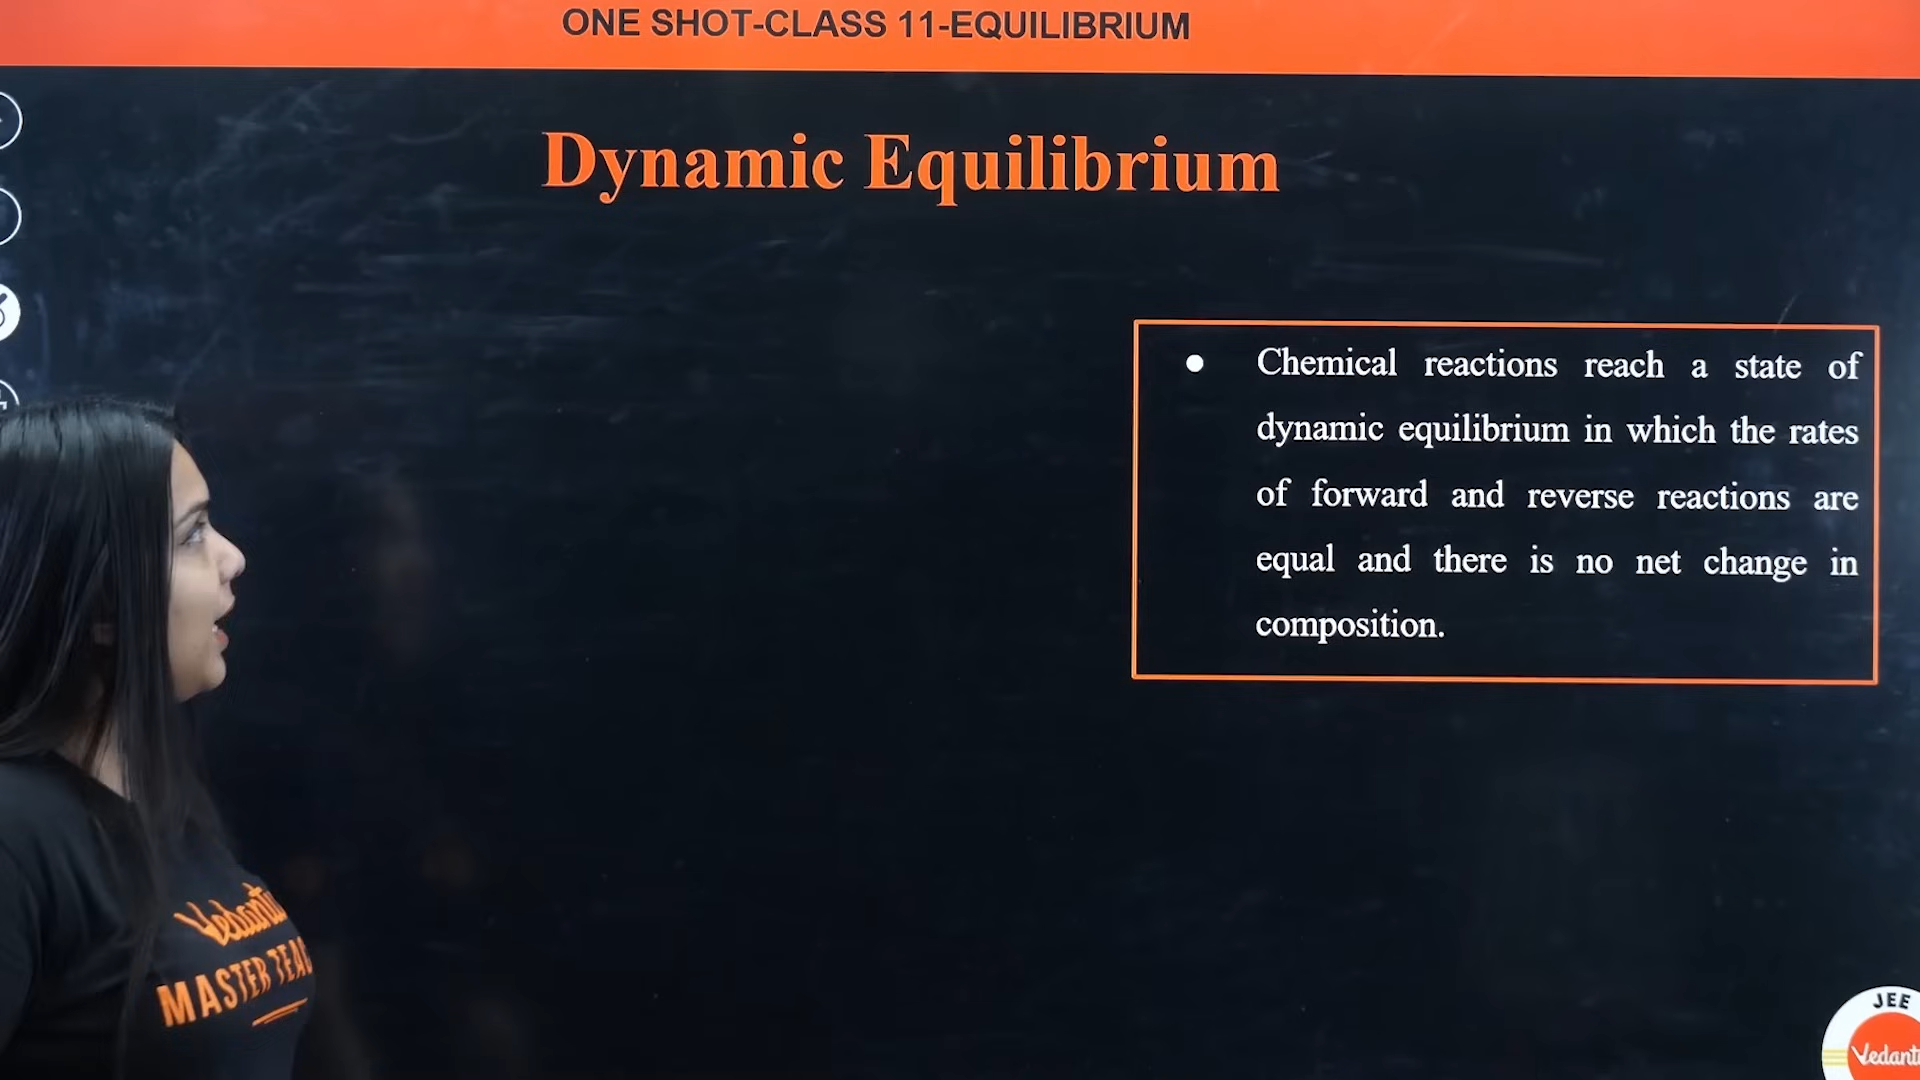 ONE SHOT-CLASS 11-EQUILIBRIUM
Dynamic Equilibrium
● Chemical reactions reach a state of
dynamic equilibrium in which the rates
of forward and reverse reactions are
equal and there is no net change in
composition.
Vedantu
MASTER
JEE